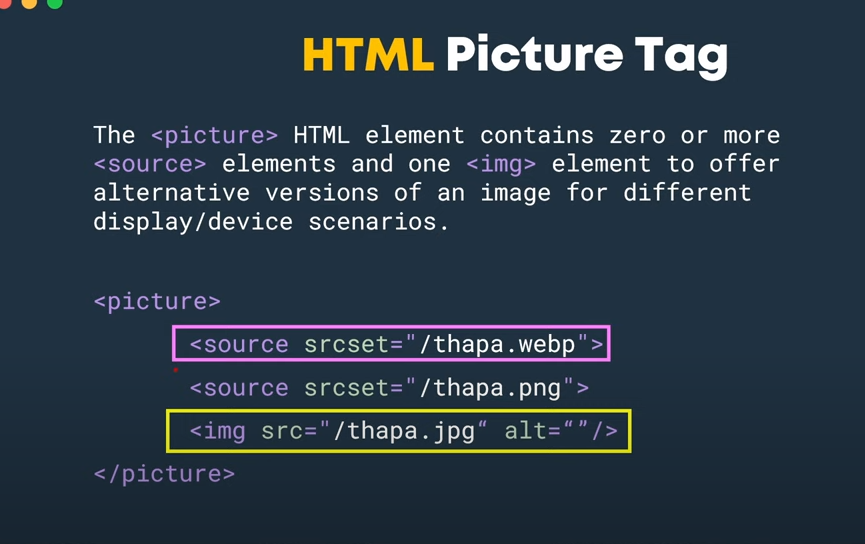 HTML Picture Tag
The <picture> HTML element contains zero or more
<source> elements and one <img> element to offer
alternative versions of an image for different
display/device scenarios.
<picture>
<source srcset="/thapa.webp">
<source srcset="/thapa.png">
<img src="/thapa.jpg“ alt=“”/>
</picture>